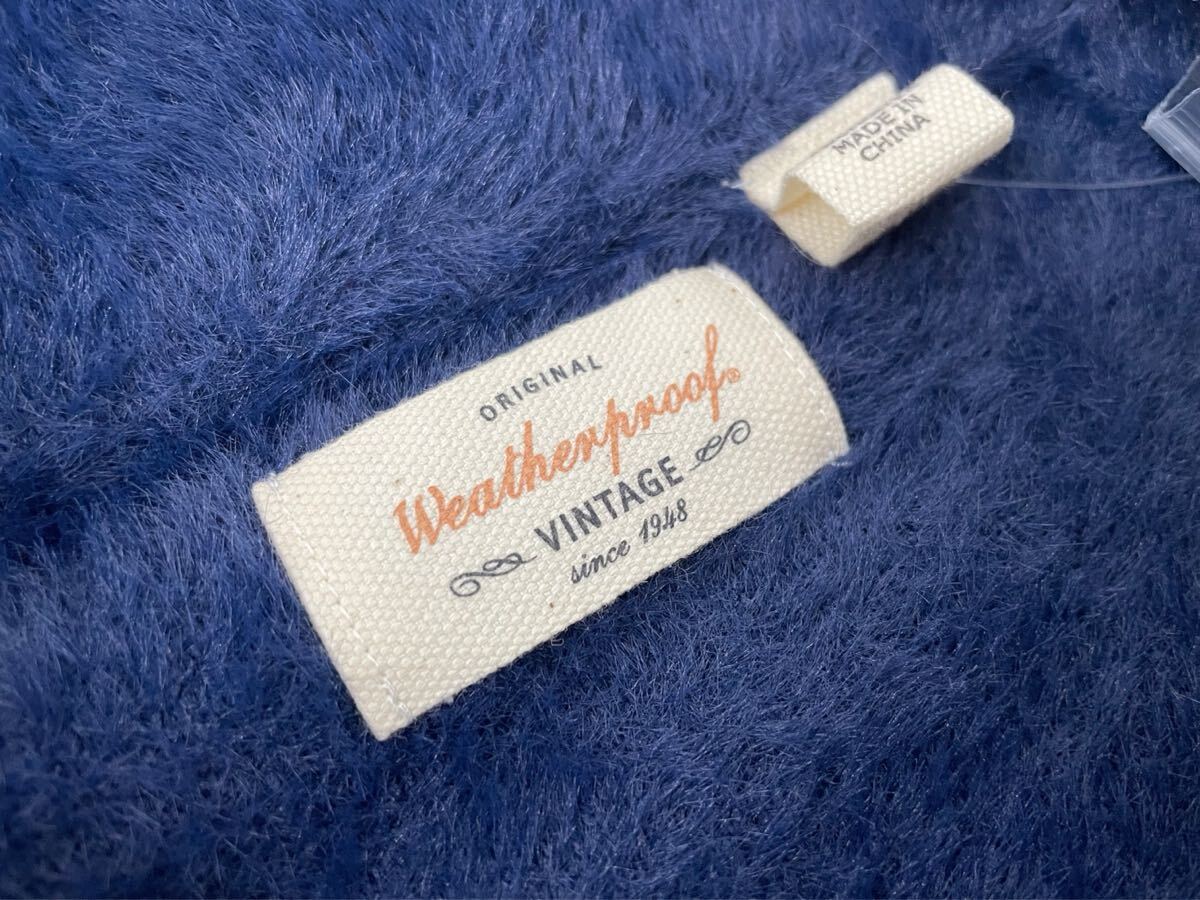 MADE IN
CHINA
ORIGINAL
Weatherproof®
VINTAGE
since 1948